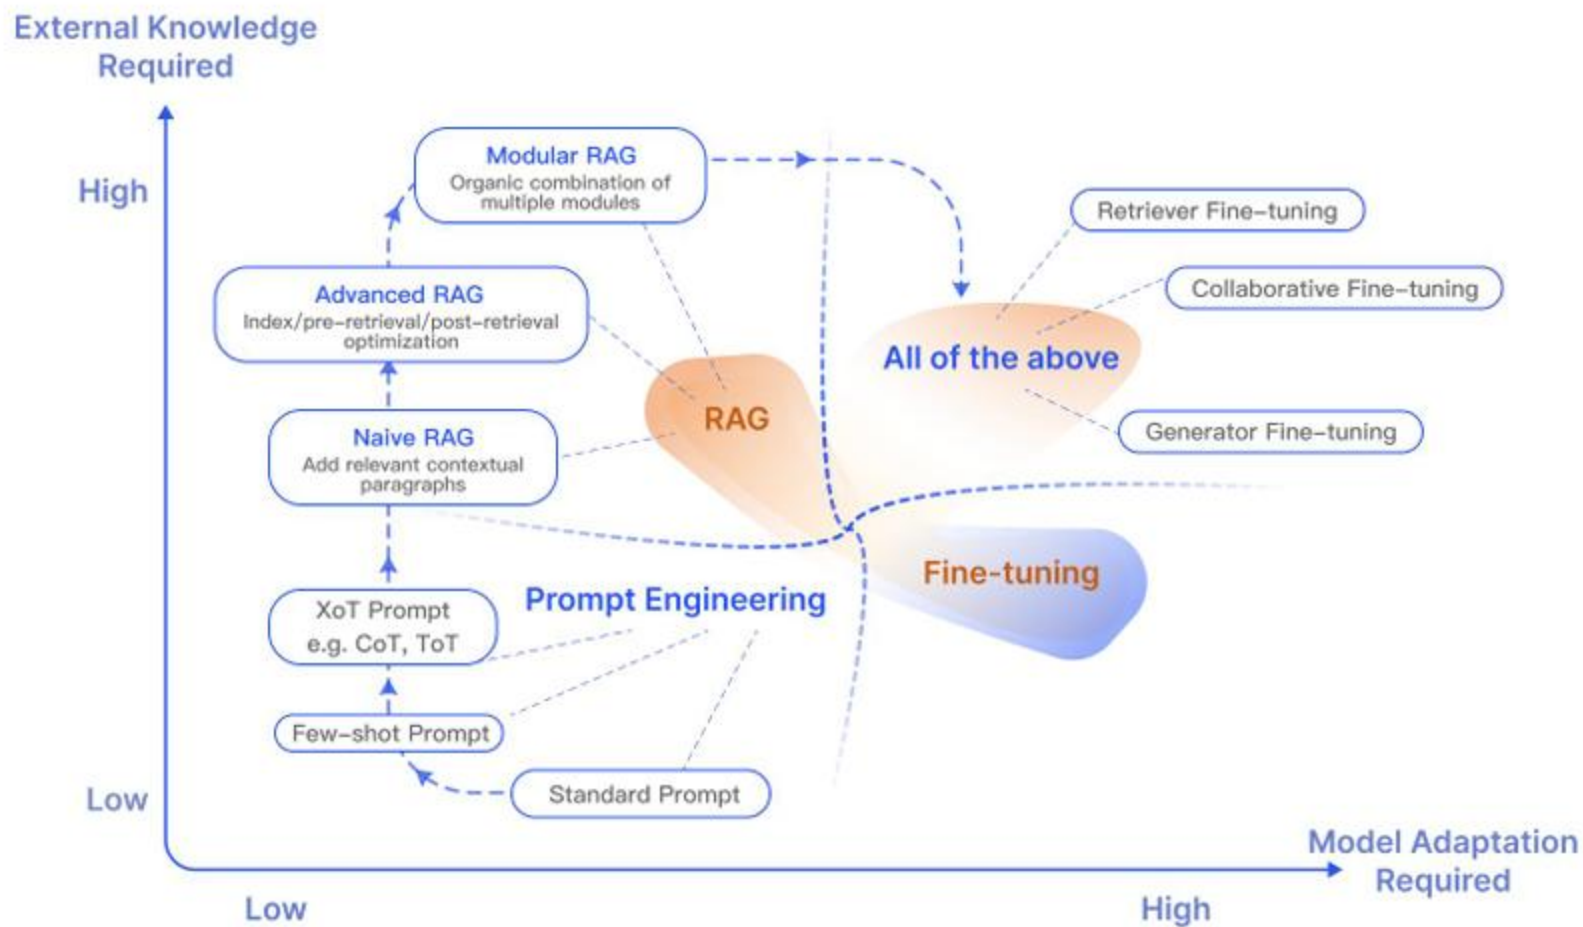 External Knowledge
Required
High
Low
Modular RAG
Organic combination of
multiple modules
Advanced RAG
Index/pre-retrieval/post-retrieval
optimization
Naive RAG
Add relevant contextual
paragraphs
XoT Prompt
e.g. CoT, ToT
Few-shot Prompt
Standard Prompt
RAG
Prompt Engineering
Retriever Fine-tuning
Collaborative Fine-tuning
All of the above
Generator Fine-tuning
Fine-tuning
Model Adaptation
Required
Low
High